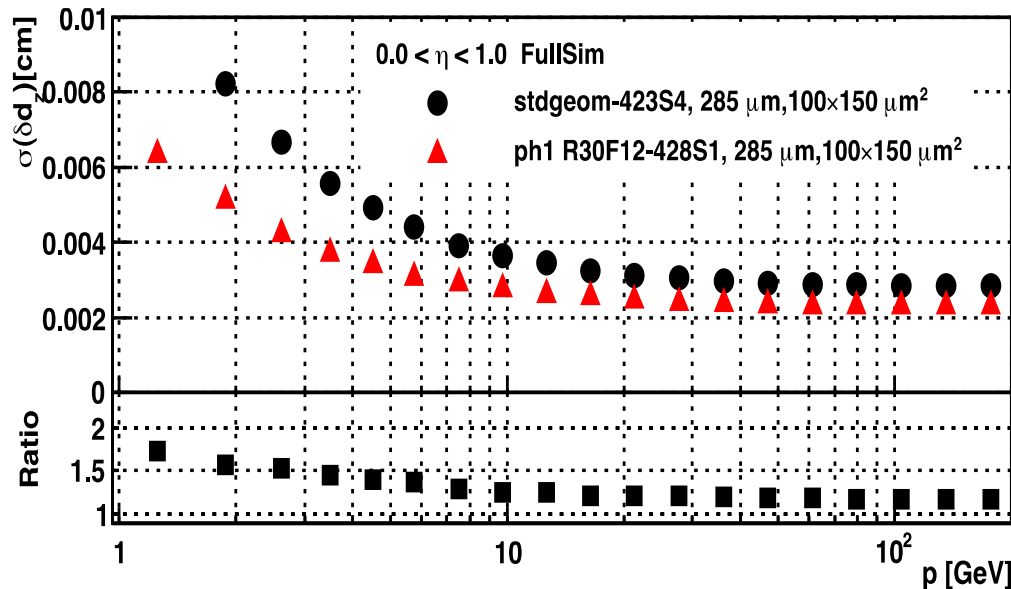 0.01
0.0 < η < 1.0 FullSim
0.008
stdgeom-423S4, 285 μm,100×150 μm²
σ(δd_z)[cm]
ph1 R30F12-428S1, 285 μm,100×150 μm²
0.006
0.004
0.002
0
Ratio
2
1.5
1
1 10 10²
p [GeV]